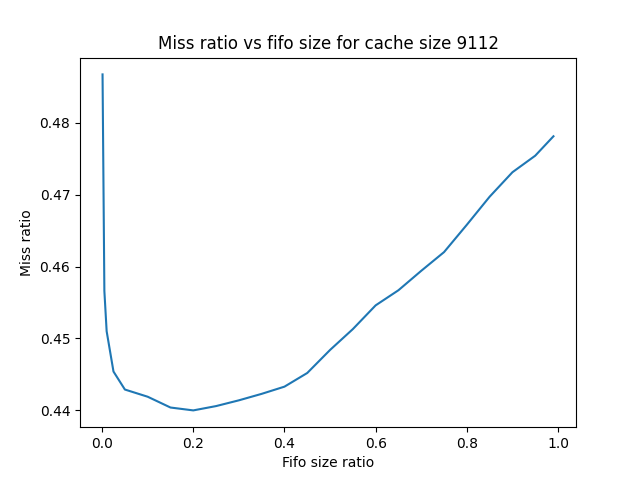 Miss ratio vs fifo size for cache size 9112
0.48
0.47
0.46
0.45
0.44
Miss ratio
0.0 0.2 0.4 0.6 0.8 1.0
Fifo size ratio